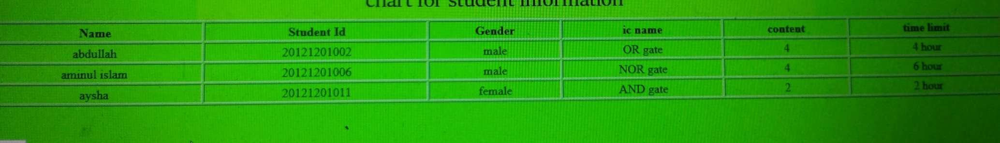 chart for student information
Name Student Id Gender ic name content time limit
abdullah 20121201002 male OR gate 4 4 hour
aminul islam 20121201006 male NOR gate 4 6 hour
aysha 20121201011 female AND gate 2 2 hour